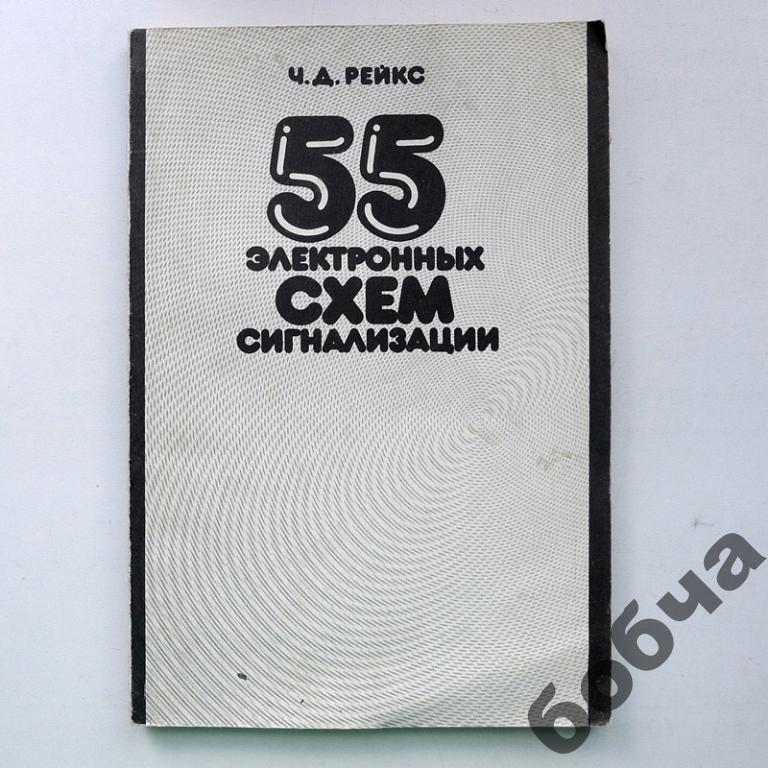 Ч.Д. РЕЙКС
55
ЭЛЕКТРОННЫХ
СХЕМ
СИГНАЛИЗАЦИИ
бобча